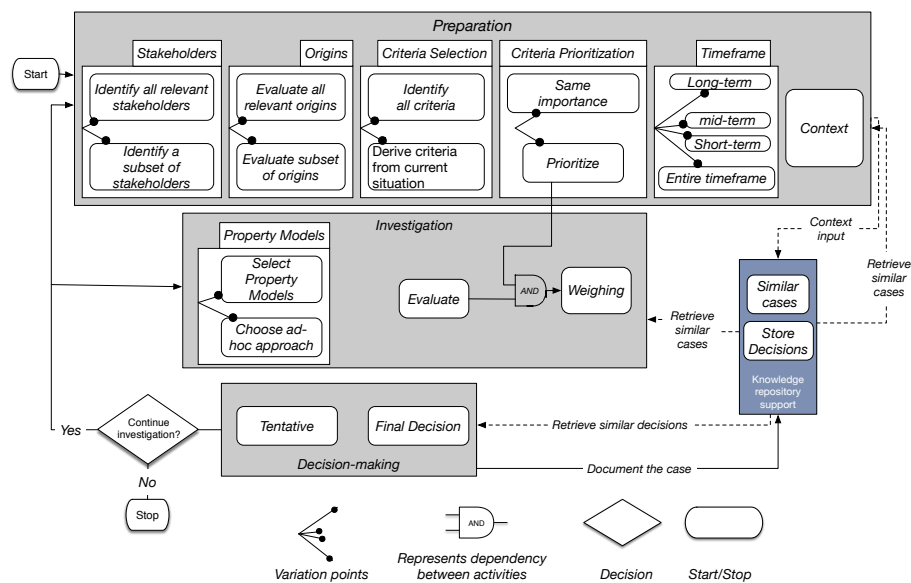 Preparation
Stakeholders
Origins
Criteria Selection
Criteria Prioritization
Timeframe
Start
Identify all relevant
stakeholders
Identify a
subset of
stakeholders
Evaluate all
relevant origins
Evaluate subset
of origins
Identify
all criteria
Derive criteria
from current
situation
Same
importance
Prioritize
Long-term
mid-term
Short-term
Entire timeframe
Context
Investigation
Property Models
Select
Property
Models
Choose ad-
hoc approach
Evaluate
AND
Weighing
Context
input
Retrieve
similar
cases
Retrieve
similar
cases
Similar
cases
Store
Decisions
Knowledge
repository
support
Yes
Continue
investigation?
No
Stop
Tentative
Final Decision
Decision-making
Retrieve similar decisions
Document the case
AND
Variation points
Represents dependency
between activities
Decision
Start/Stop